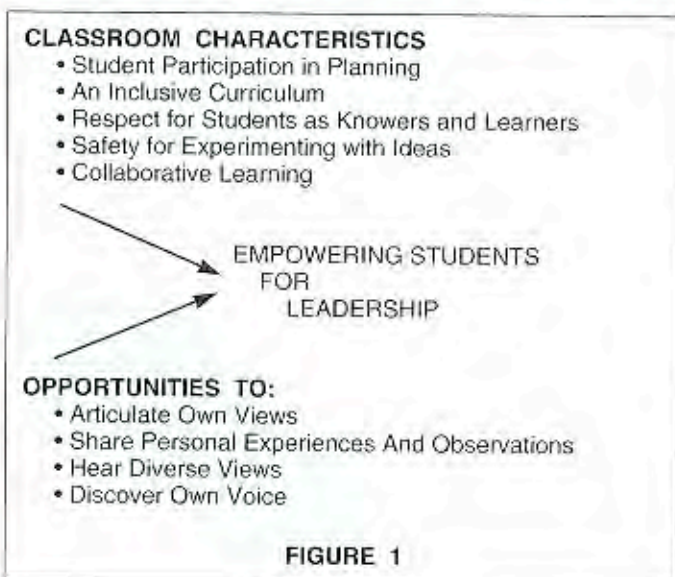 CLASSROOM CHARACTERISTICS
• Student Participation in Planning
• An Inclusive Curriculum
• Respect for Students as Knowers and Learners
• Safety for Experimenting with Ideas
• Collaborative Learning
EMPOWERING STUDENTS
FOR
LEADERSHIP
OPPORTUNITIES TO:
• Articulate Own Views
• Share Personal Experiences And Observations
• Hear Diverse Views
• Discover Own Voice
FIGURE 1